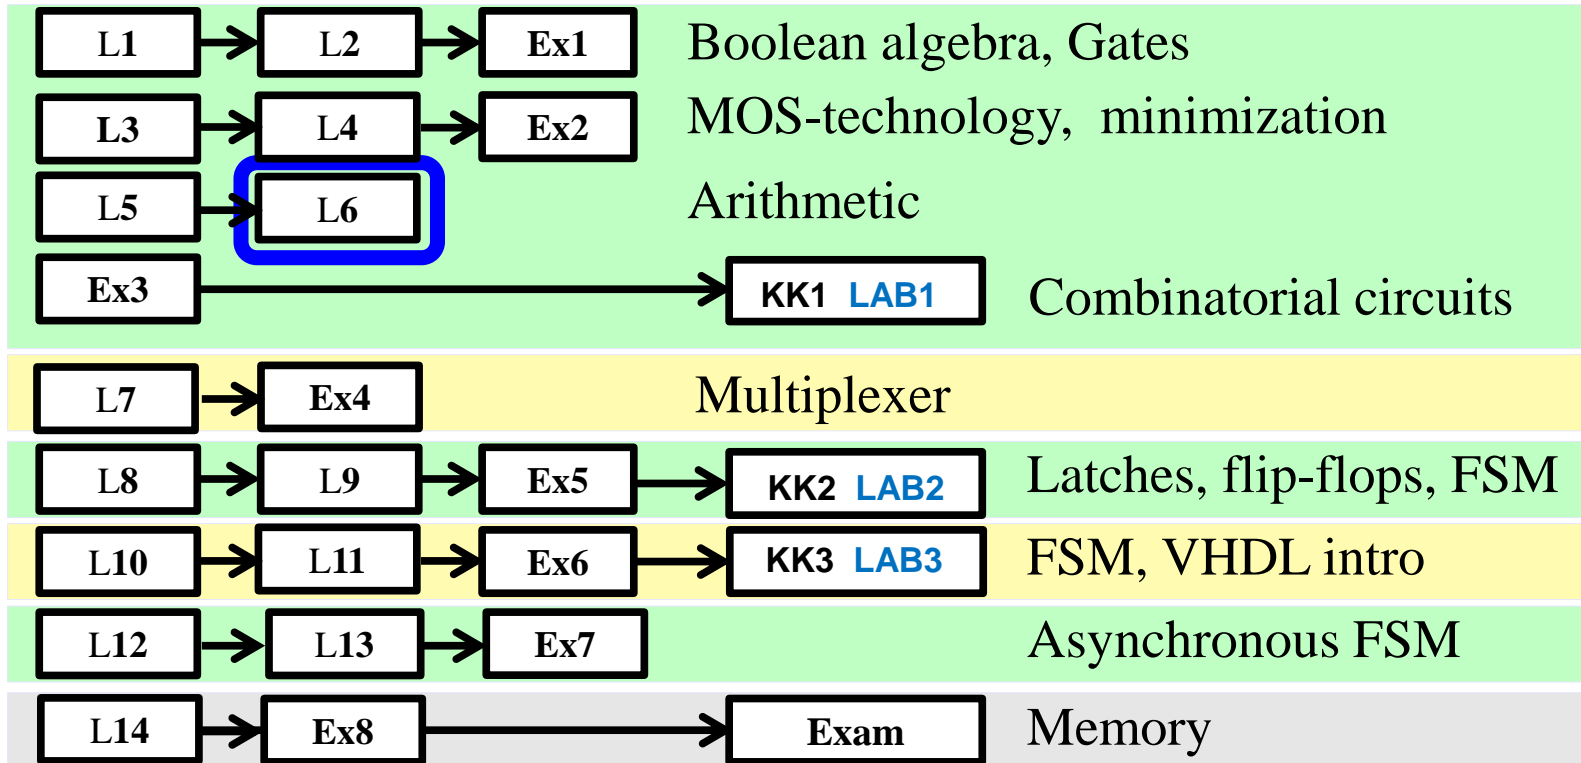 L1 L2 Ex1 Boolean algebra, Gates
L3 L4 Ex2 MOS-technology, minimization
L5 L6 Arithmetic
Ex3 KK1 LAB1 Combinatorial circuits
L7 Ex4 Multiplexer
L8 L9 Ex5 KK2 LAB2 Latches, flip-flops, FSM
L10 L11 Ex6 KK3 LAB3 FSM, VHDL intro
L12 L13 Ex7 Asynchronous FSM
L14 Ex8 Exam Memory